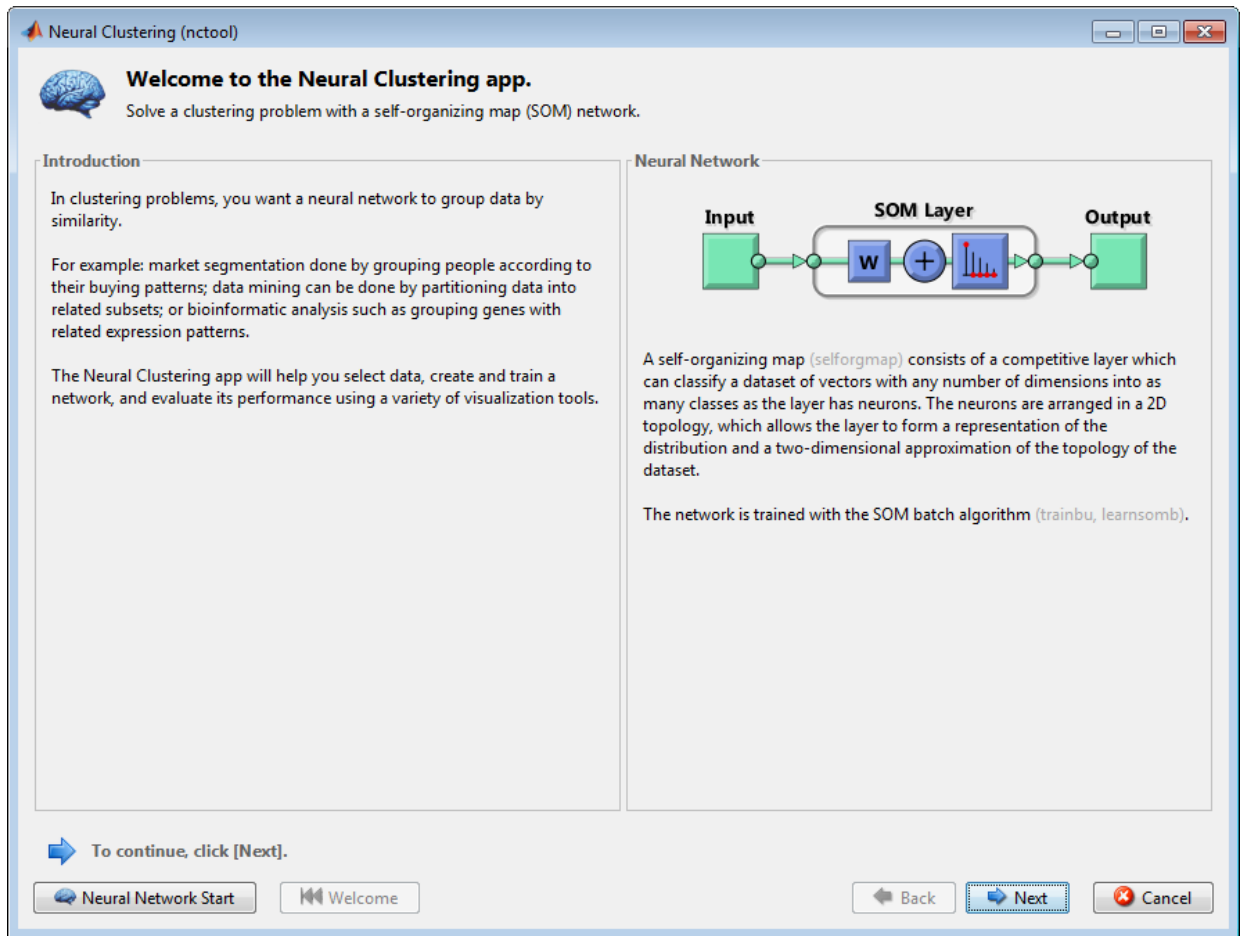 Neural Clustering (nctool)
Welcome to the Neural Clustering app.
Solve a clustering problem with a self-organizing map (SOM) network.
Introduction
In clustering problems, you want a neural network to group data by
similarity.
For example: market segmentation done by grouping people according to
their buying patterns; data mining can be done by partitioning data into
related subsets; or bioinformatic analysis such as grouping genes with
related expression patterns.
The Neural Clustering app will help you select data, create and train a
network, and evaluate its performance using a variety of visualization tools.
Neural Network
Input
SOM Layer
Output
W
+
A self-organizing map (selforgmap) consists of a competitive layer which
can classify a dataset of vectors with any number of dimensions into as
many classes as the layer has neurons. The neurons are arranged in a 2D
topology, which allows the layer to form a representation of the
distribution and a two-dimensional approximation of the topology of the
dataset.
The network is trained with the SOM batch algorithm (trainbu, learnsomb).
To continue, click [Next].
Neural Network Start
Welcome
Back
Next
Cancel